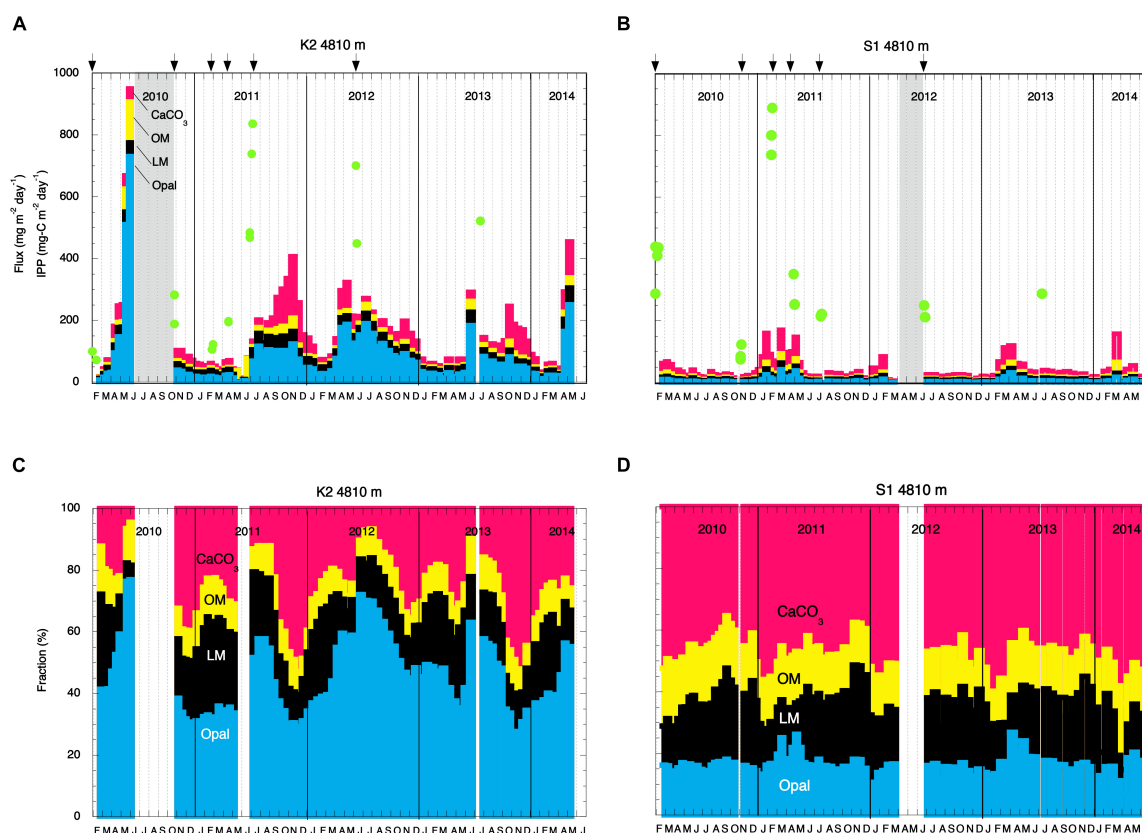 A
K2 4810 m
1000
800
600
400
200
0
Flux (mg m-2 day-1)
IPP (mg-C m-2 day-1)
2010
2011
2012
2013
2014
CaCO3
OM
LM
Opal
F M A M J J A S O N D J F M A M J J A S O N D J F M A M J J A S O N D J F M A M J J A S O N D J F M A M J
B
S1 4810 m
2010
2011
2012
2013
2014
F M A M J J A S O N D J F M A M J J A S O N D J F M A M J J A S O N D J F M A M J J A S O N D J F M A M
C
K2 4810 m
100
80
60
40
20
0
Fraction (%)
2010
2011
2012
2013
2014
CaCO3
OM
LM
Opal
F M A M J J A S O N D J F M A M J J A S O N D J F M A M J J A S O N D J F M A M J J A S O N D J F M A M J
D
S1 4810 m
2010
2011
2012
2013
2014
CaCO3
OM
LM
Opal
F M A M J J A S O N D J F M A M J J A S O N D J F M A M J J A S O N D J F M A M J J A S O N D J F M A M